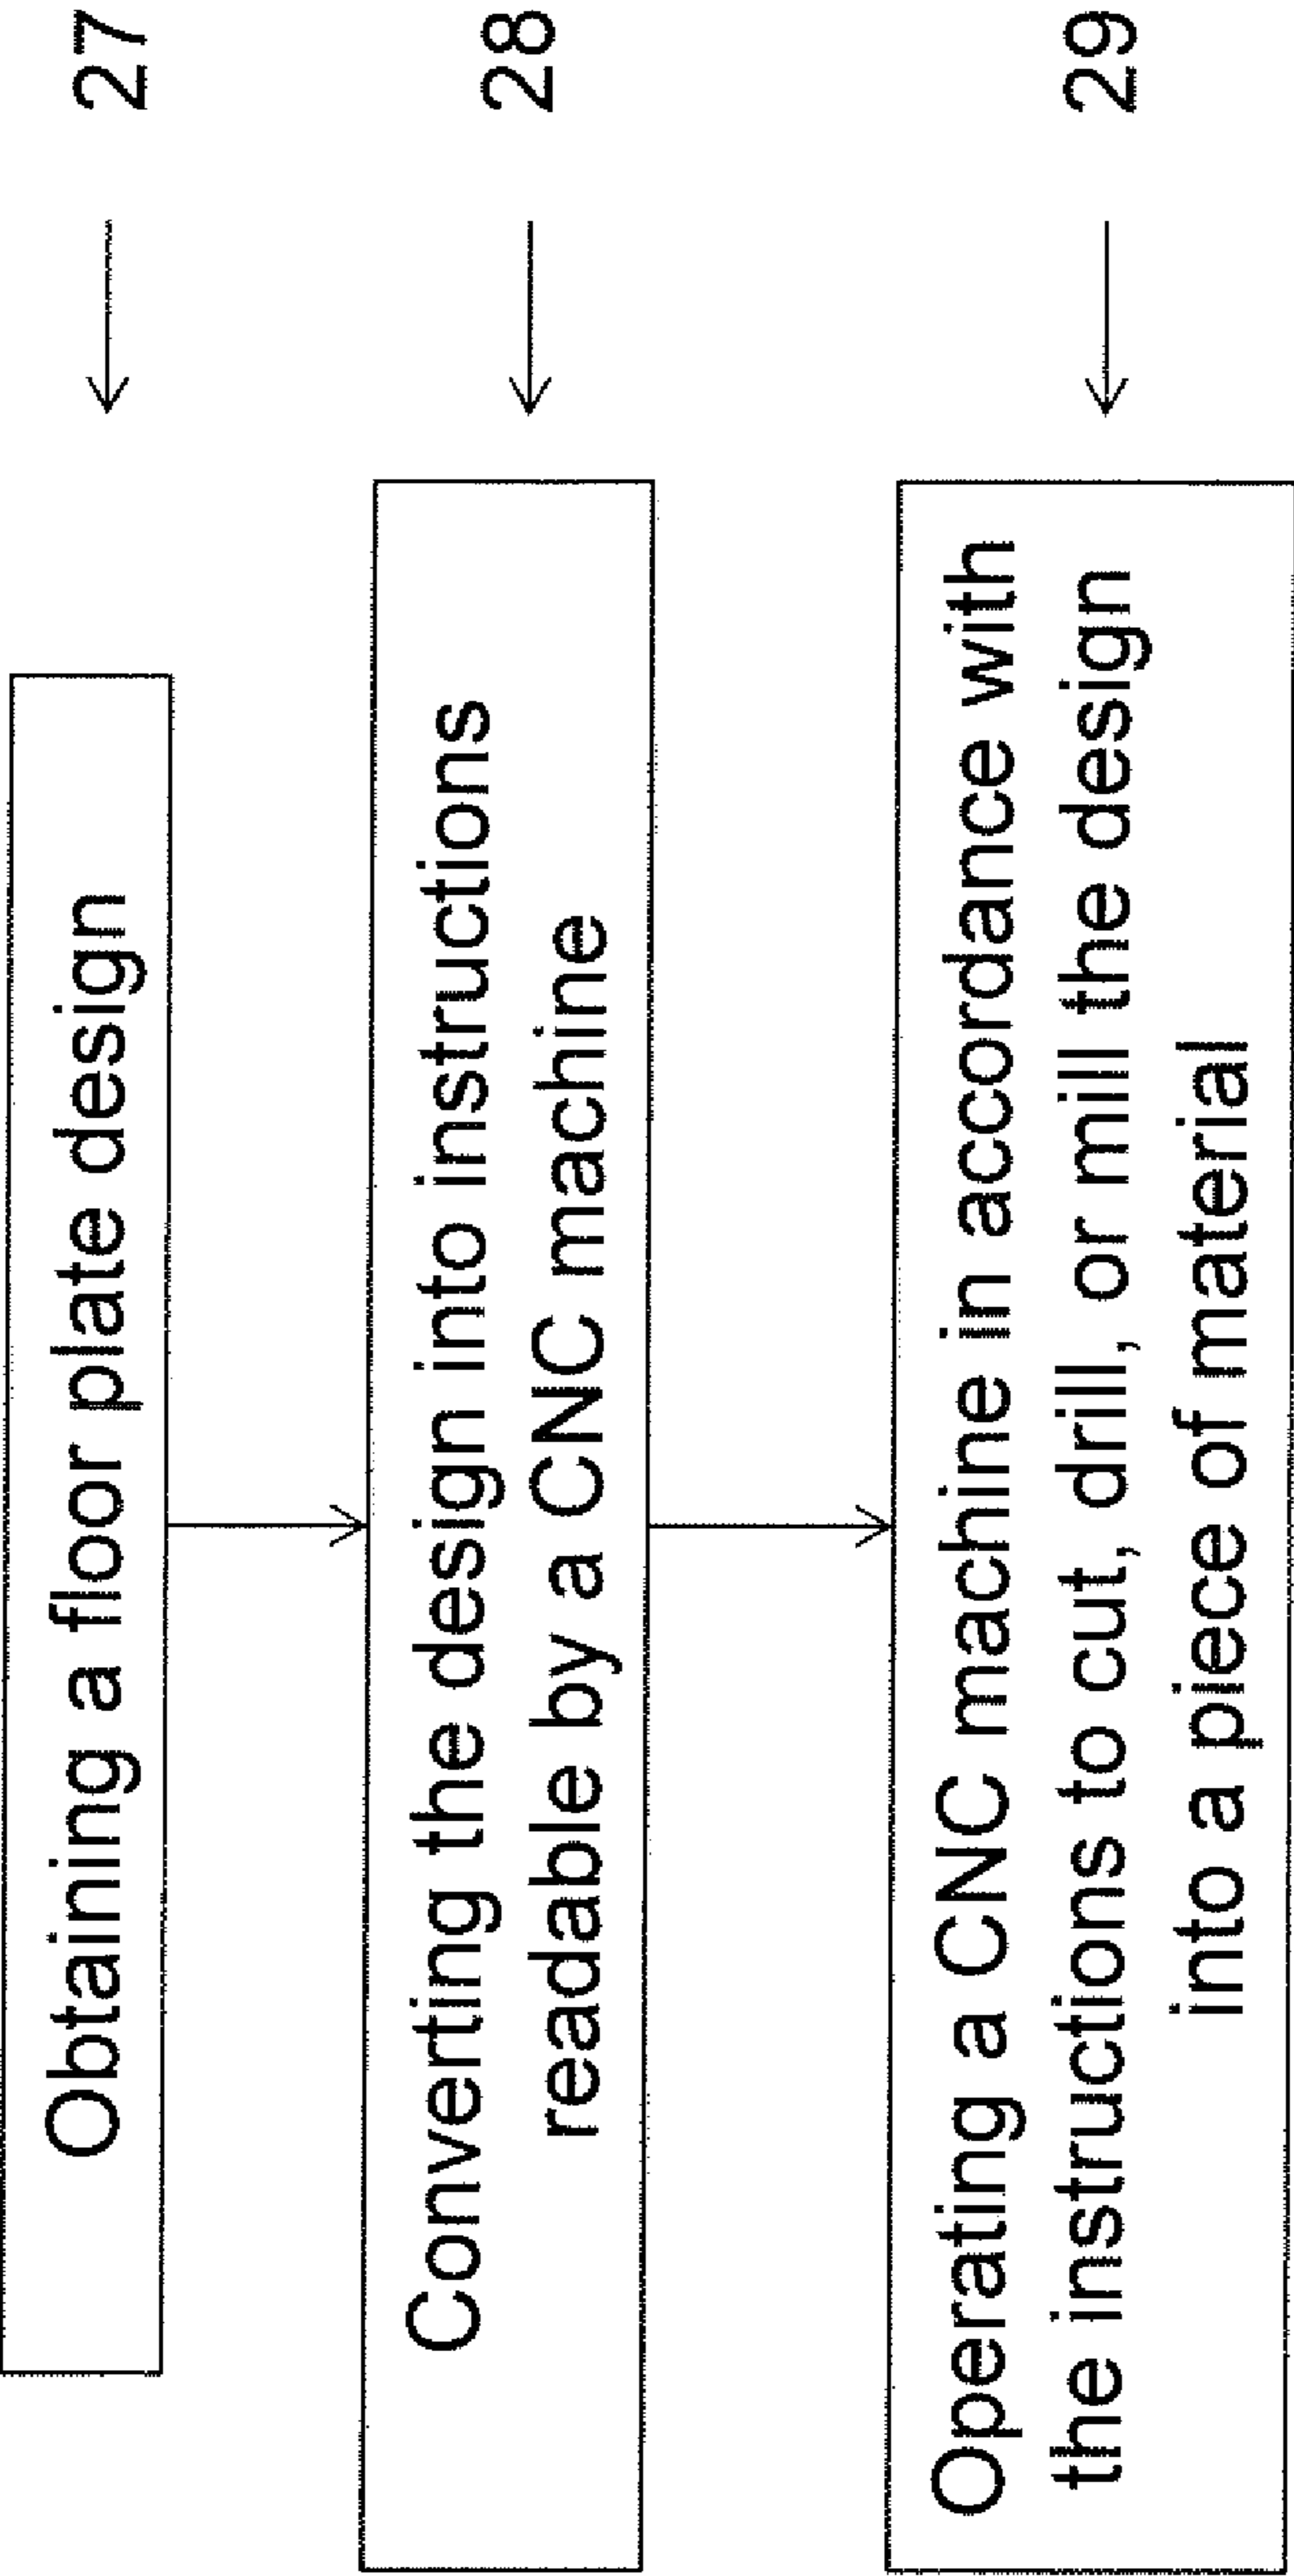 Obtaining a floor plate design
27
Converting the design into instructions
readable by a CNC machine
28
Operating a CNC machine in accordance with
the instructions to cut, drill, or mill the design
into a piece of material
29